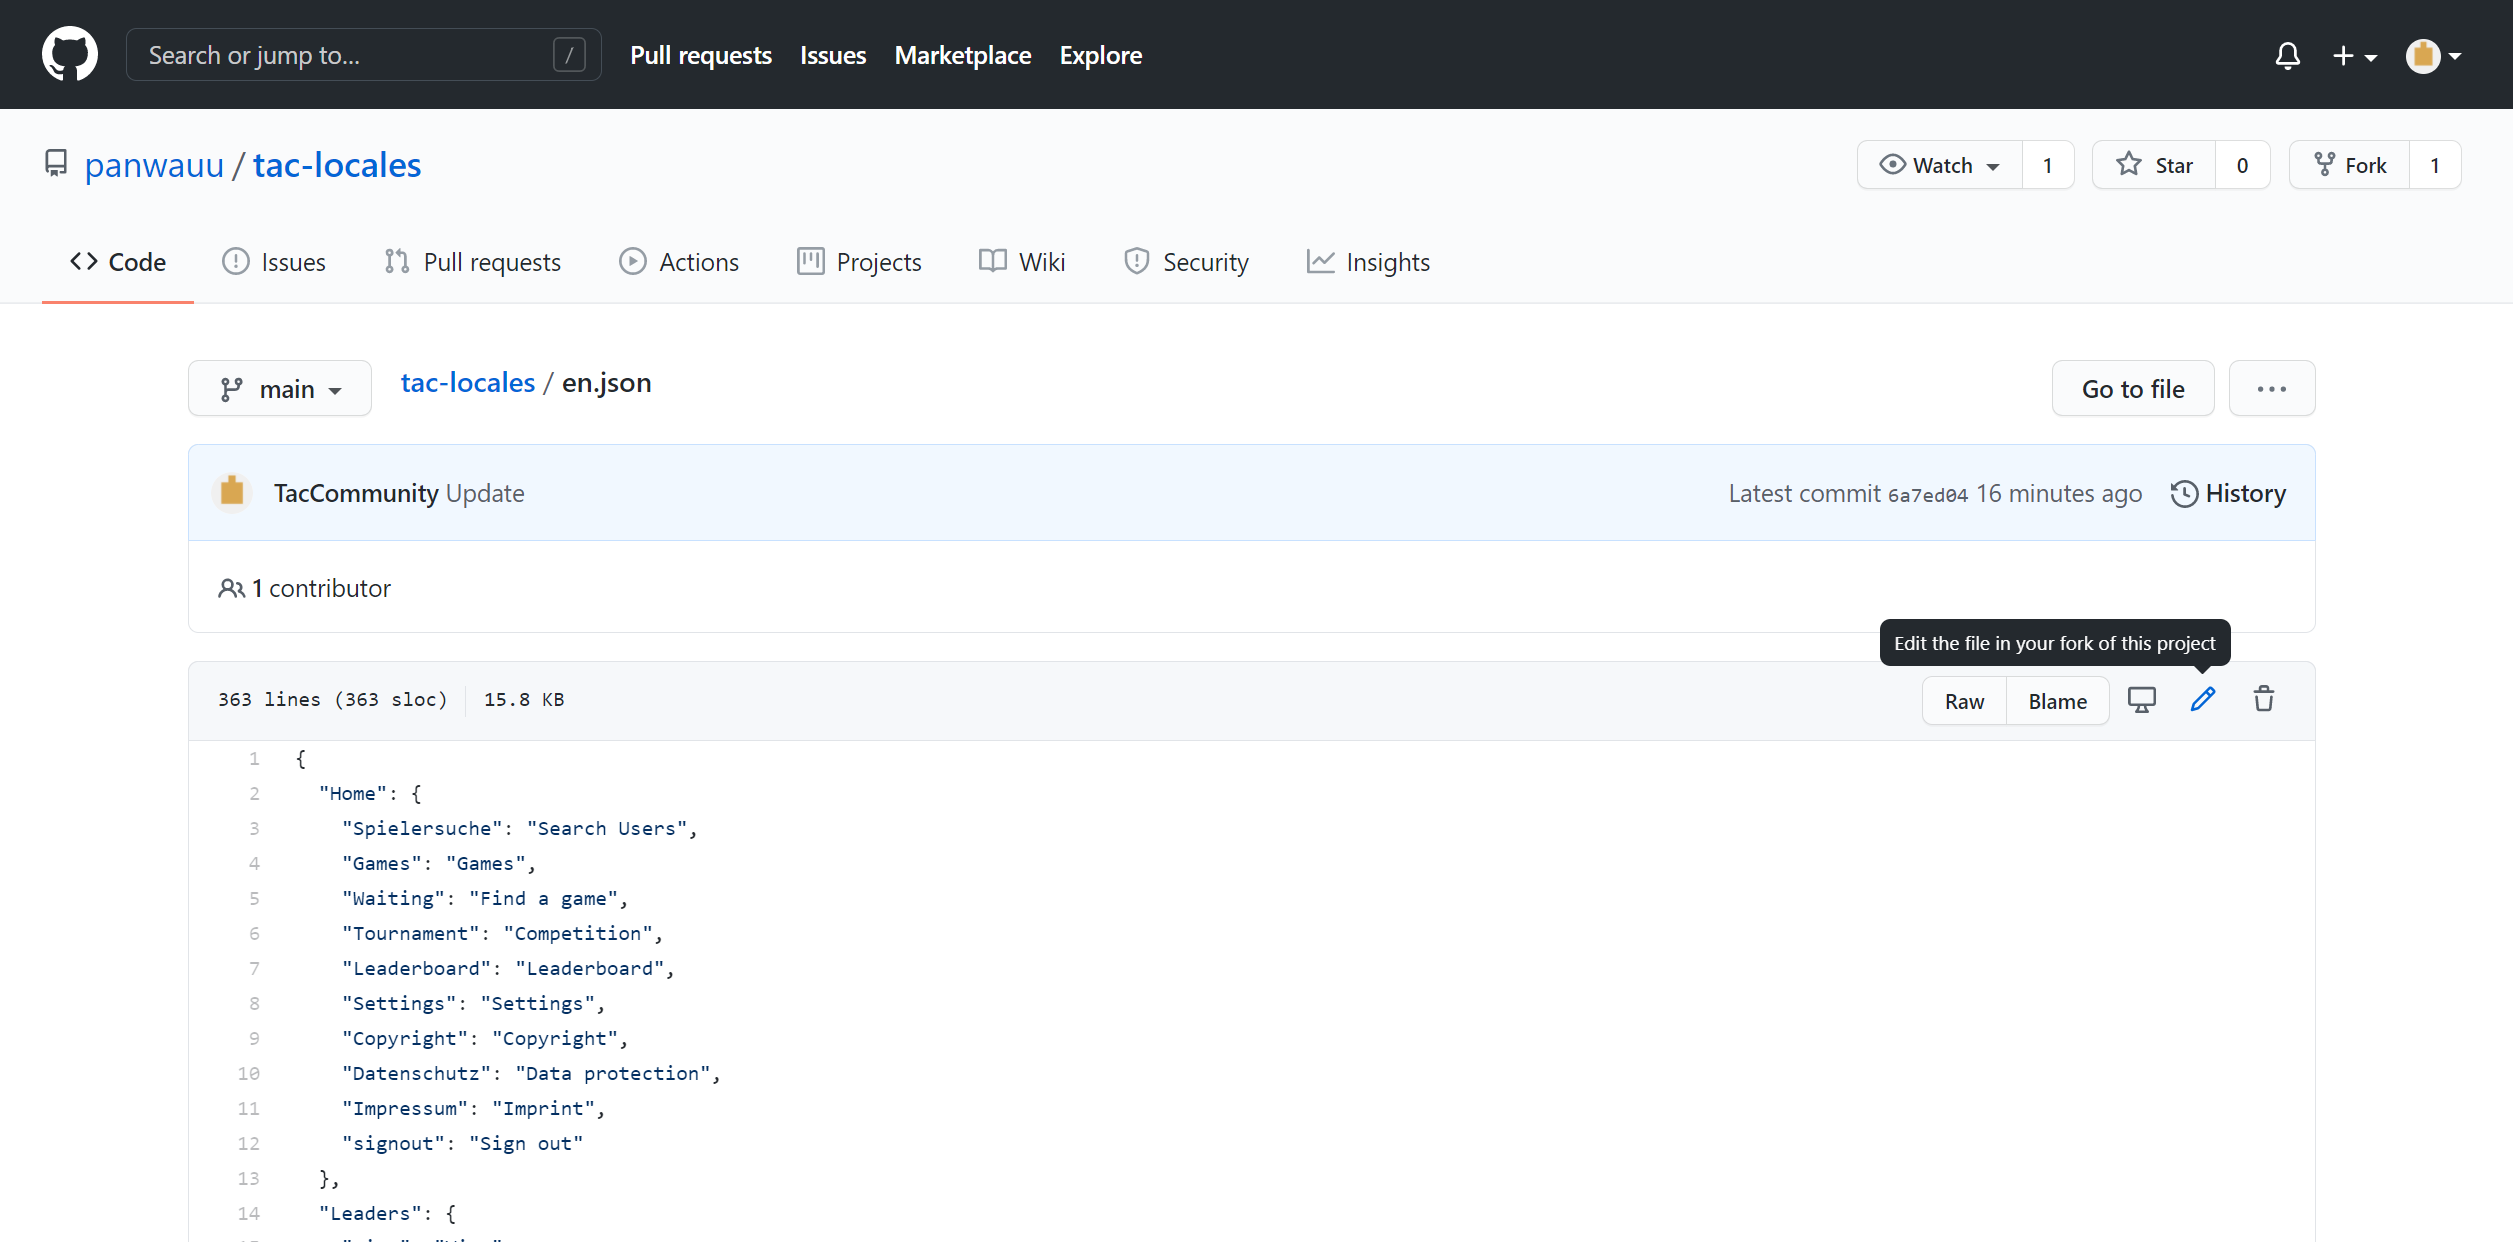 Search or jump to... /
Pull requests Issues Marketplace Explore
panwauu / tac-locales
Watch 1 Star 0 Fork 1
Code Issues Pull requests Actions Projects Wiki Security Insights
main tac-locales / en.json Go to file
TacCommunity Update Latest commit 6a7ed04 16 minutes ago History
1 contributor
Edit the file in your fork of this project
363 lines (363 sloc) 15.8 KB Raw Blame
1 {
2 "Home": {
3 "Spielersuche": "Search Users",
4 "Games": "Games",
5 "Waiting": "Find a game",
6 "Tournament": "Competition",
7 "Leaderboard": "Leaderboard",
8 "Settings": "Settings",
9 "Copyright": "Copyright",
10 "Datenschutz": "Data protection",
11 "Impressum": "Imprint",
12 "signout": "Sign out"
13 },
14 "Leaders": {